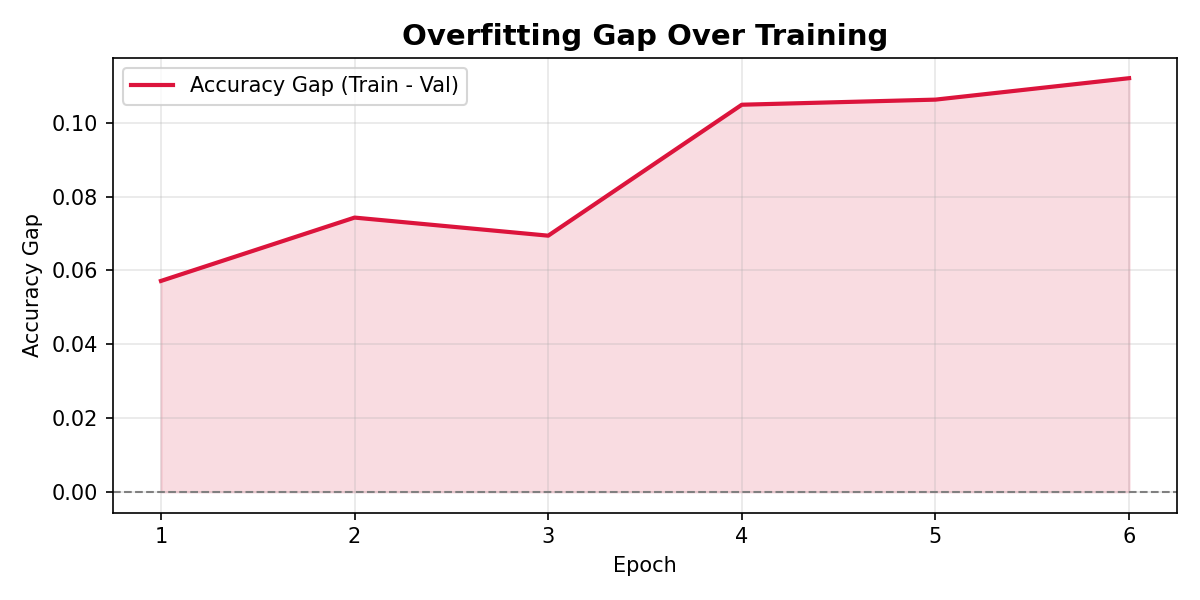 Overfitting Gap Over Training
Accuracy Gap (Train - Val)
Accuracy Gap
0.10
0.08
0.06
0.04
0.02
0.00
1 2 3 4 5 6
Epoch